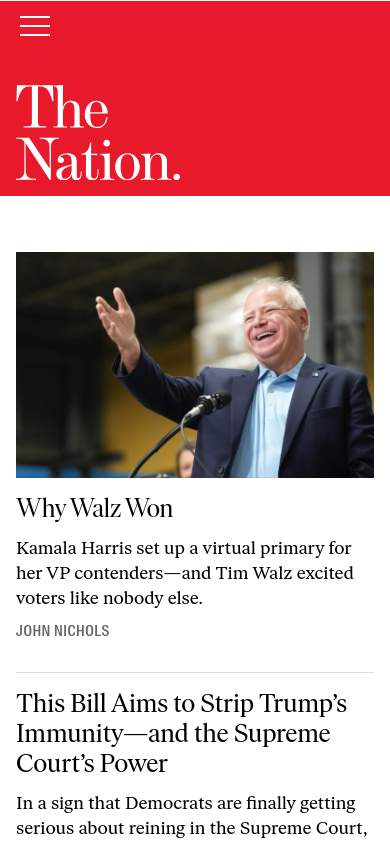 The
Nation.
Why Walz Won
Kamala Harris set up a virtual primary for
her VP contenders—and Tim Walz excited
voters like nobody else.
JOHN NICHOLS
This Bill Aims to Strip Trump’s
Immunity—and the Supreme
Court’s Power
In a sign that Democrats are finally getting
serious about reining in the Supreme Court,